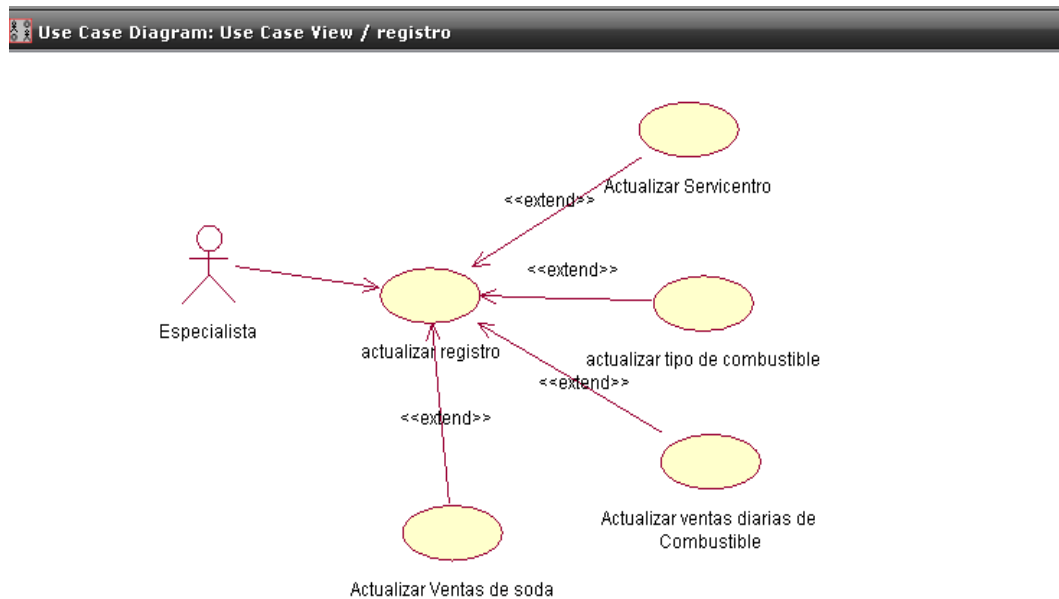 Use Case Diagram: Use Case View / registro
Actualizar Servicentro
<<extend>>
<<extend>>
Especialista
actualizar registro
actualizar tipo de combustible
<<extend>>
<<extend>>
Actualizar ventas diarias de
Combustible
Actualizar Ventas de soda